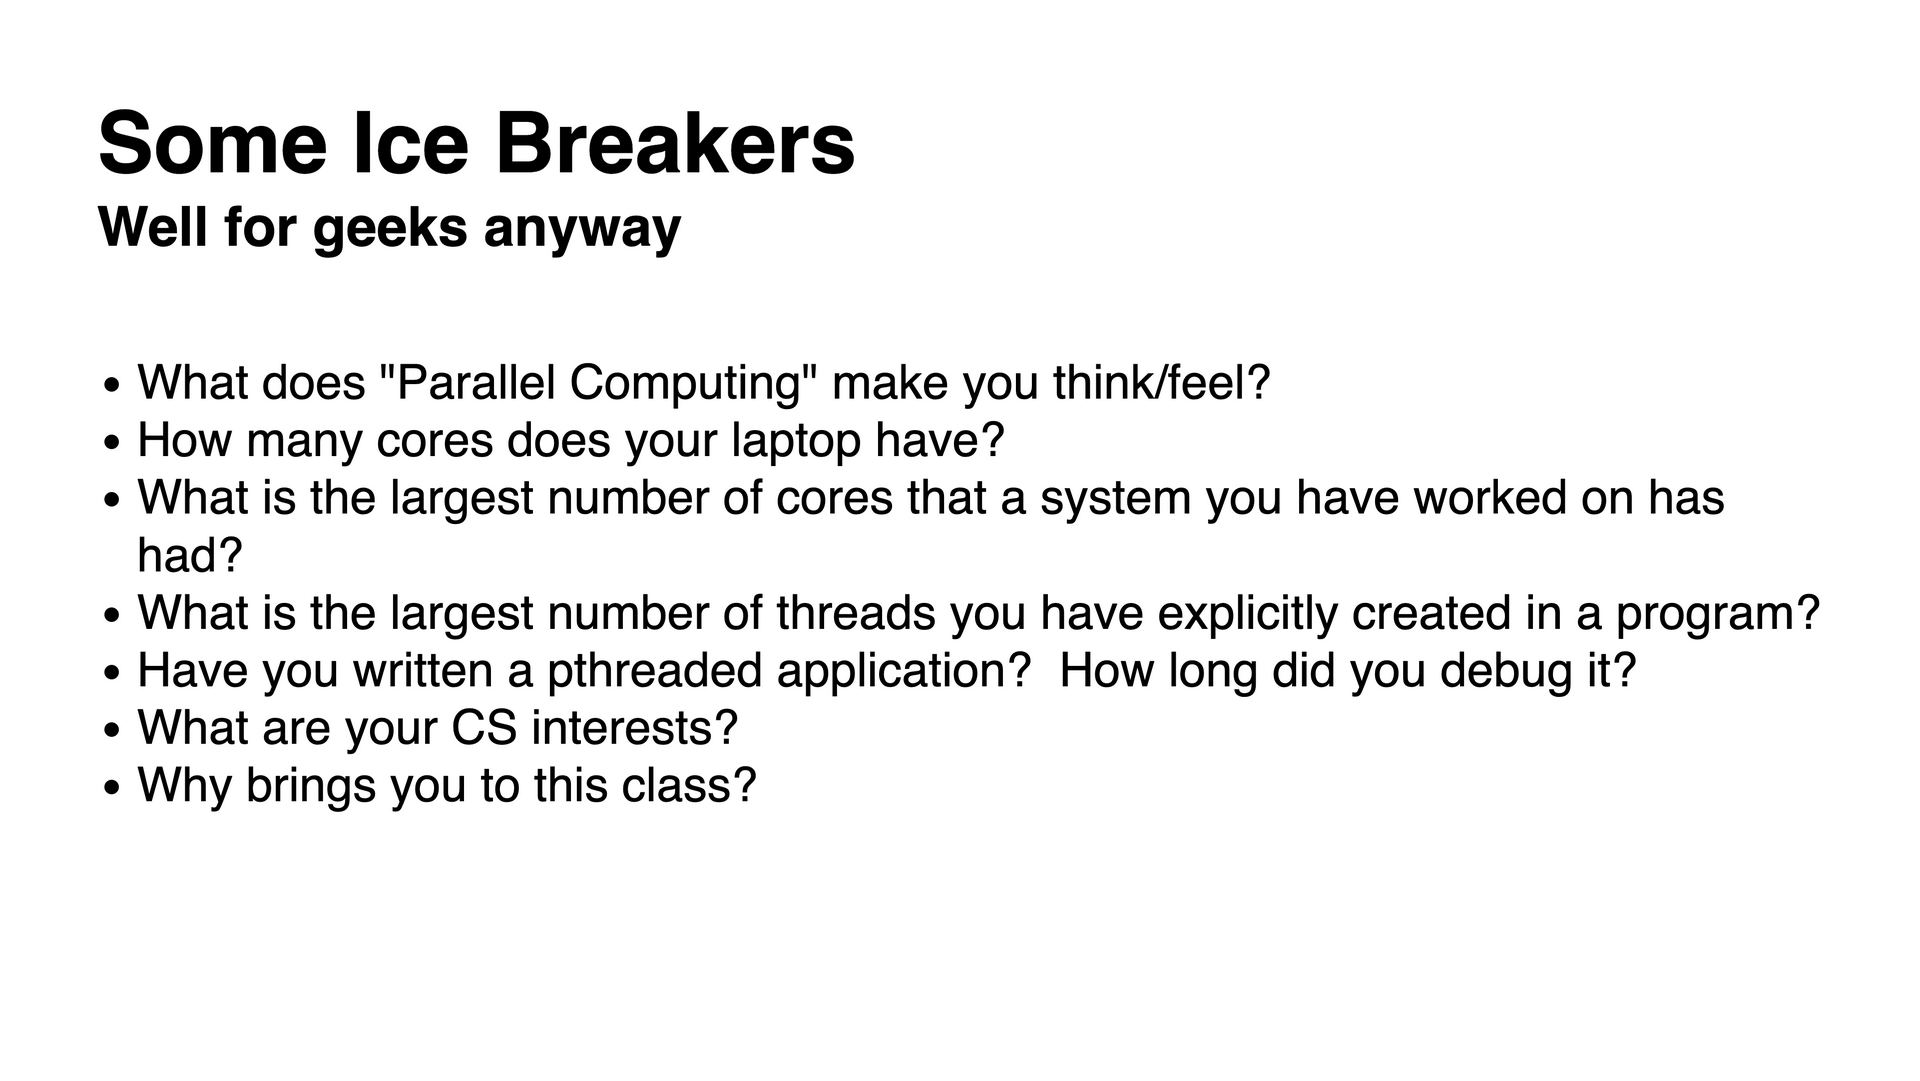 Some Ice Breakers
Well for geeks anyway
• What does "Parallel Computing" make you think/feel?
• How many cores does your laptop have?
• What is the largest number of cores that a system you have worked on has
had?
• What is the largest number of threads you have explicitly created in a program?
• Have you written a pthreaded application?  How long did you debug it?
• What are your CS interests?
• Why brings you to this class?